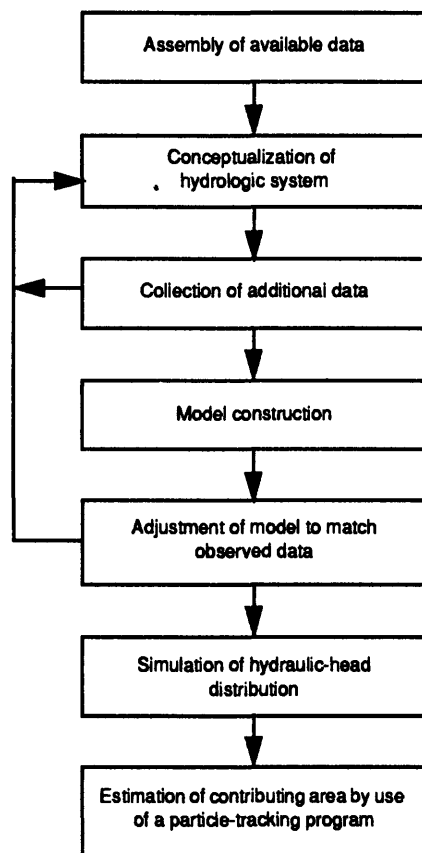 Assembly of available data
Conceptualization of
hydrologic system
Collection of additional data
Model construction
Adjustment of model to match
observed data
Simulation of hydraulic-head
distribution
Estimation of contributing area by use
of a particle-tracking program